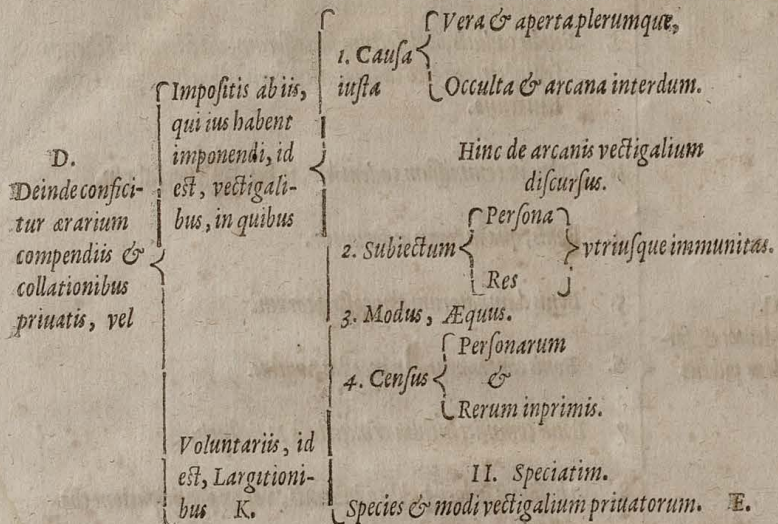 D.
Deinde confici-
tur ærarium
compendiis &
collationibus
priuatis, vel
Impositis ab iis,
qui ius habent
imponendi, id
est, vectigali-
bus, in quibus
1. Causa
iusta
Vera & aperta plerumque,
Occulta & arcana interdum.
Hinc de arcanis vectigalium
discursus.
2. Subiectum
Persona
Res
vtriusque immunitas.
3. Modus, Æquus.
4. Census
Personarum
&
Rerum inprimis.
II. Speciatim.
Species & modi vectigalium priuatorum. E.
Voluntariis, id
est, Largitioni-
bus K.